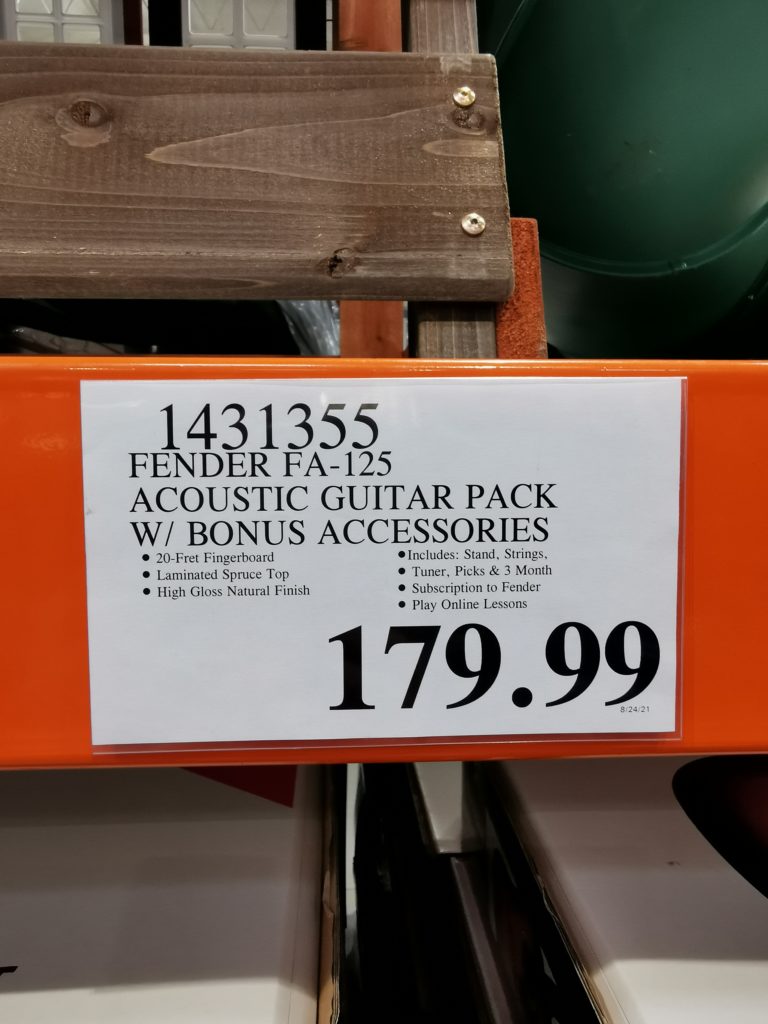 1431355
FENDER FA-125
ACOUSTIC GUITAR PACK
W/ BONUS ACCESSORIES
• 20-Fret Fingerboard
• Laminated Spruce Top
• High Gloss Natural Finish
• Includes: Stand, Strings,
• Tuner, Picks & 3 Month
• Subscription to Fender
• Play Online Lessons
179.99
8/24/21